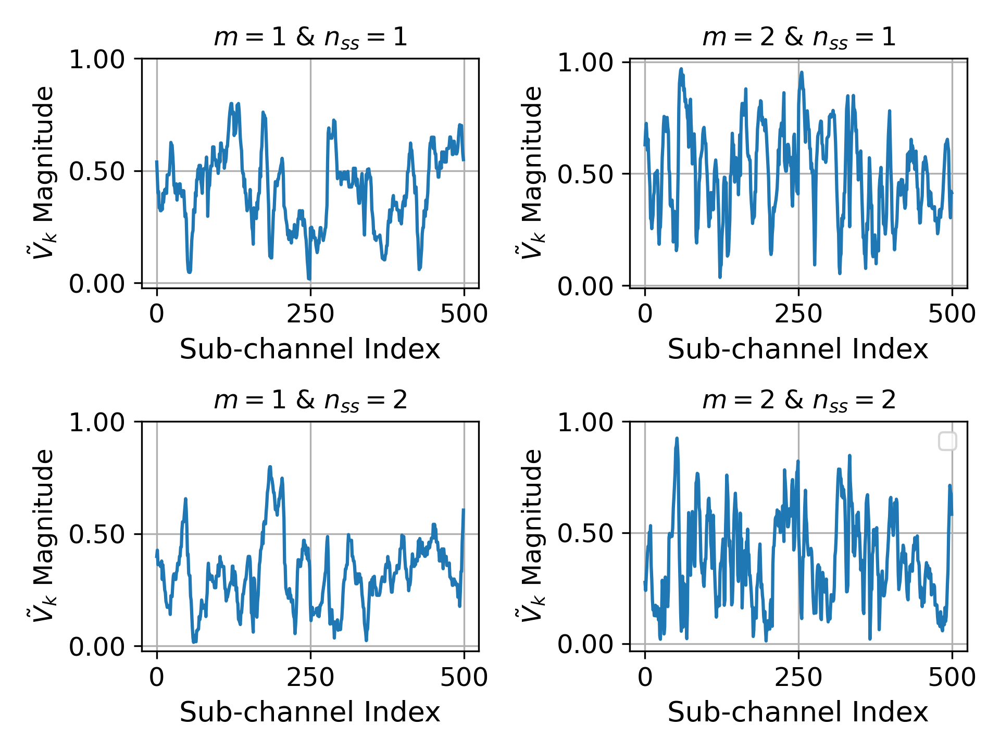 m = 1 & n_ss = 1
1.00
0.50
0.00
Ṽ_k Magnitude
0 250 500
Sub-channel Index
m = 2 & n_ss = 1
1.00
0.50
0.00
Ṽ_k Magnitude
0 250 500
Sub-channel Index
m = 1 & n_ss = 2
1.00
0.50
0.00
Ṽ_k Magnitude
0 250 500
Sub-channel Index
m = 2 & n_ss = 2
1.00
0.50
0.00
Ṽ_k Magnitude
0 250 500
Sub-channel Index